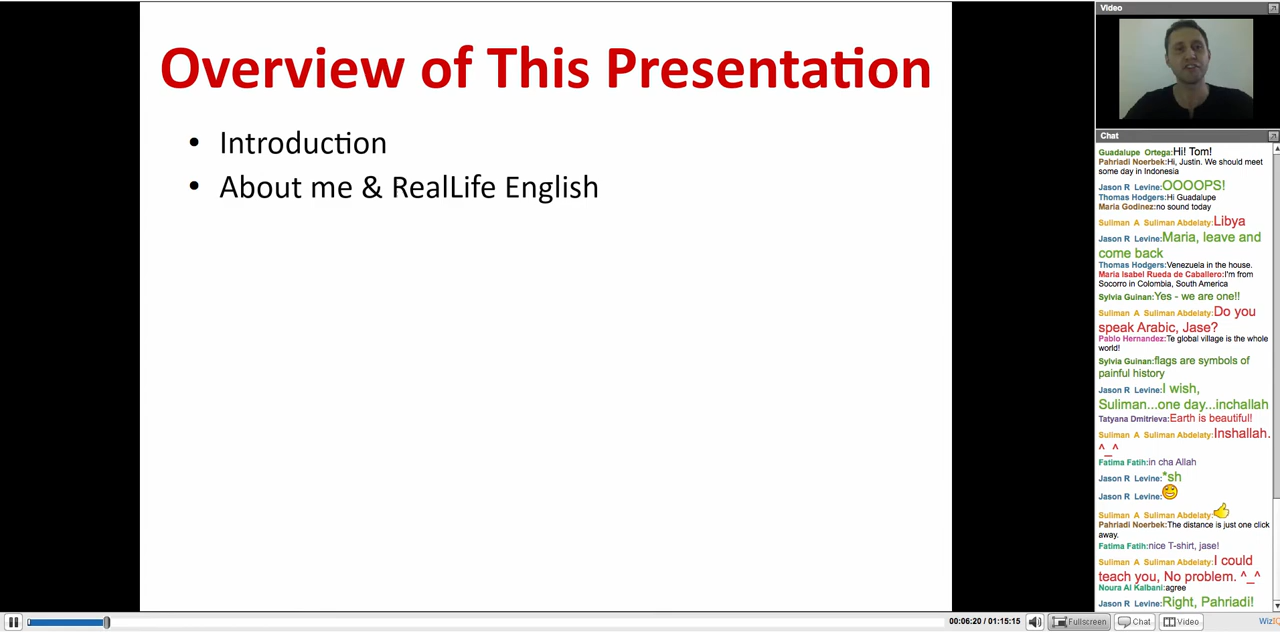 Overview of This Presentation
• Introduction
• About me & RealLife English
Video
Chat
Guadalupe Ortega:Hi! Tom!
Pahriadi Noerbek:Hi, Justin. We should meet
some day in Indonesia
Jason R Levine:OOOOPS!
Thomas Hodgers:Hi Guadalupe
Maria Godinez:no sound today
Suliman A Suliman Abdelaty:Libya
Jason R Levine:Maria, leave and
come back
Thomas Hodgers:Venezuela in the house.
Maria Isabel Rueda de Caballero:I'm from
Socorro in Colombia, South America
Sylvia Guinan:Yes - we are one!!
Suliman A Suliman Abdelaty:Do you
speak Arabic, Jase?
Pablo Hernandez:Te global village is the whole
world!
Sylvia Guinan:flags are symbols of
painful history
Jason R Levine:I wish,
Suliman...one day...inchallah
Tatyana Dmitrieva:Earth is beautiful!
Suliman A Suliman Abdelaty:Inshallah.
^_^
Fatima Fatih:in cha Allah
Jason R Levine:*sh
Jason R Levine:
Suliman A Suliman Abdelaty:
Pahriadi Noerbek:The distance is just one click
away.
Fatima Fatih:nice T-shirt, jase!
Suliman A Suliman Abdelaty:I could
teach you, No problem. ^_^
Noura Al Kalbani:agree
Jason R Levine:Right, Pahriadi!
00:06:20 / 01:15:15
Fullscreen
Chat
Video
WizIQ